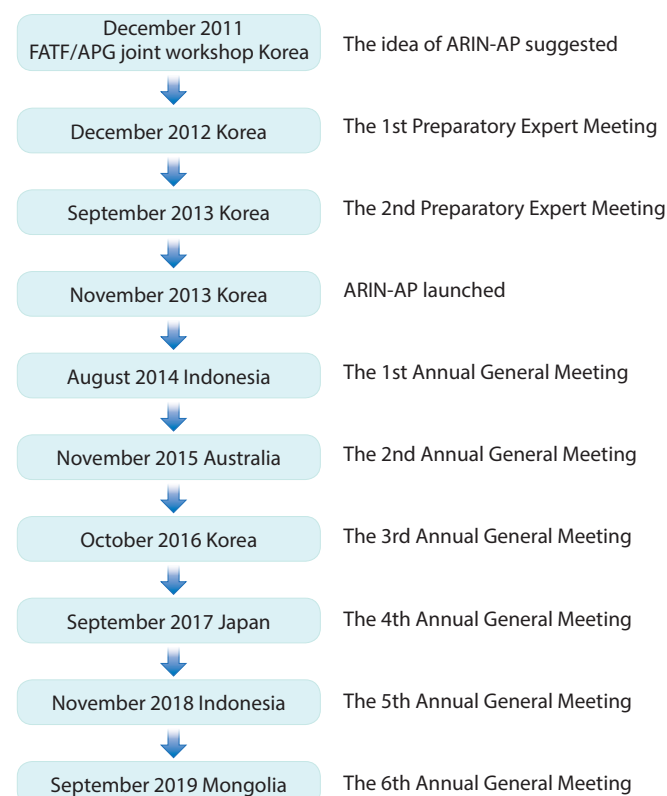 December 2011
FATF/APG joint workshop Korea
The idea of ARIN-AP suggested
December 2012 Korea
The 1st Preparatory Expert Meeting
September 2013 Korea
The 2nd Preparatory Expert Meeting
November 2013 Korea
ARIN-AP launched
August 2014 Indonesia
The 1st Annual General Meeting
November 2015 Australia
The 2nd Annual General Meeting
October 2016 Korea
The 3rd Annual General Meeting
September 2017 Japan
The 4th Annual General Meeting
November 2018 Indonesia
The 5th Annual General Meeting
September 2019 Mongolia
The 6th Annual General Meeting